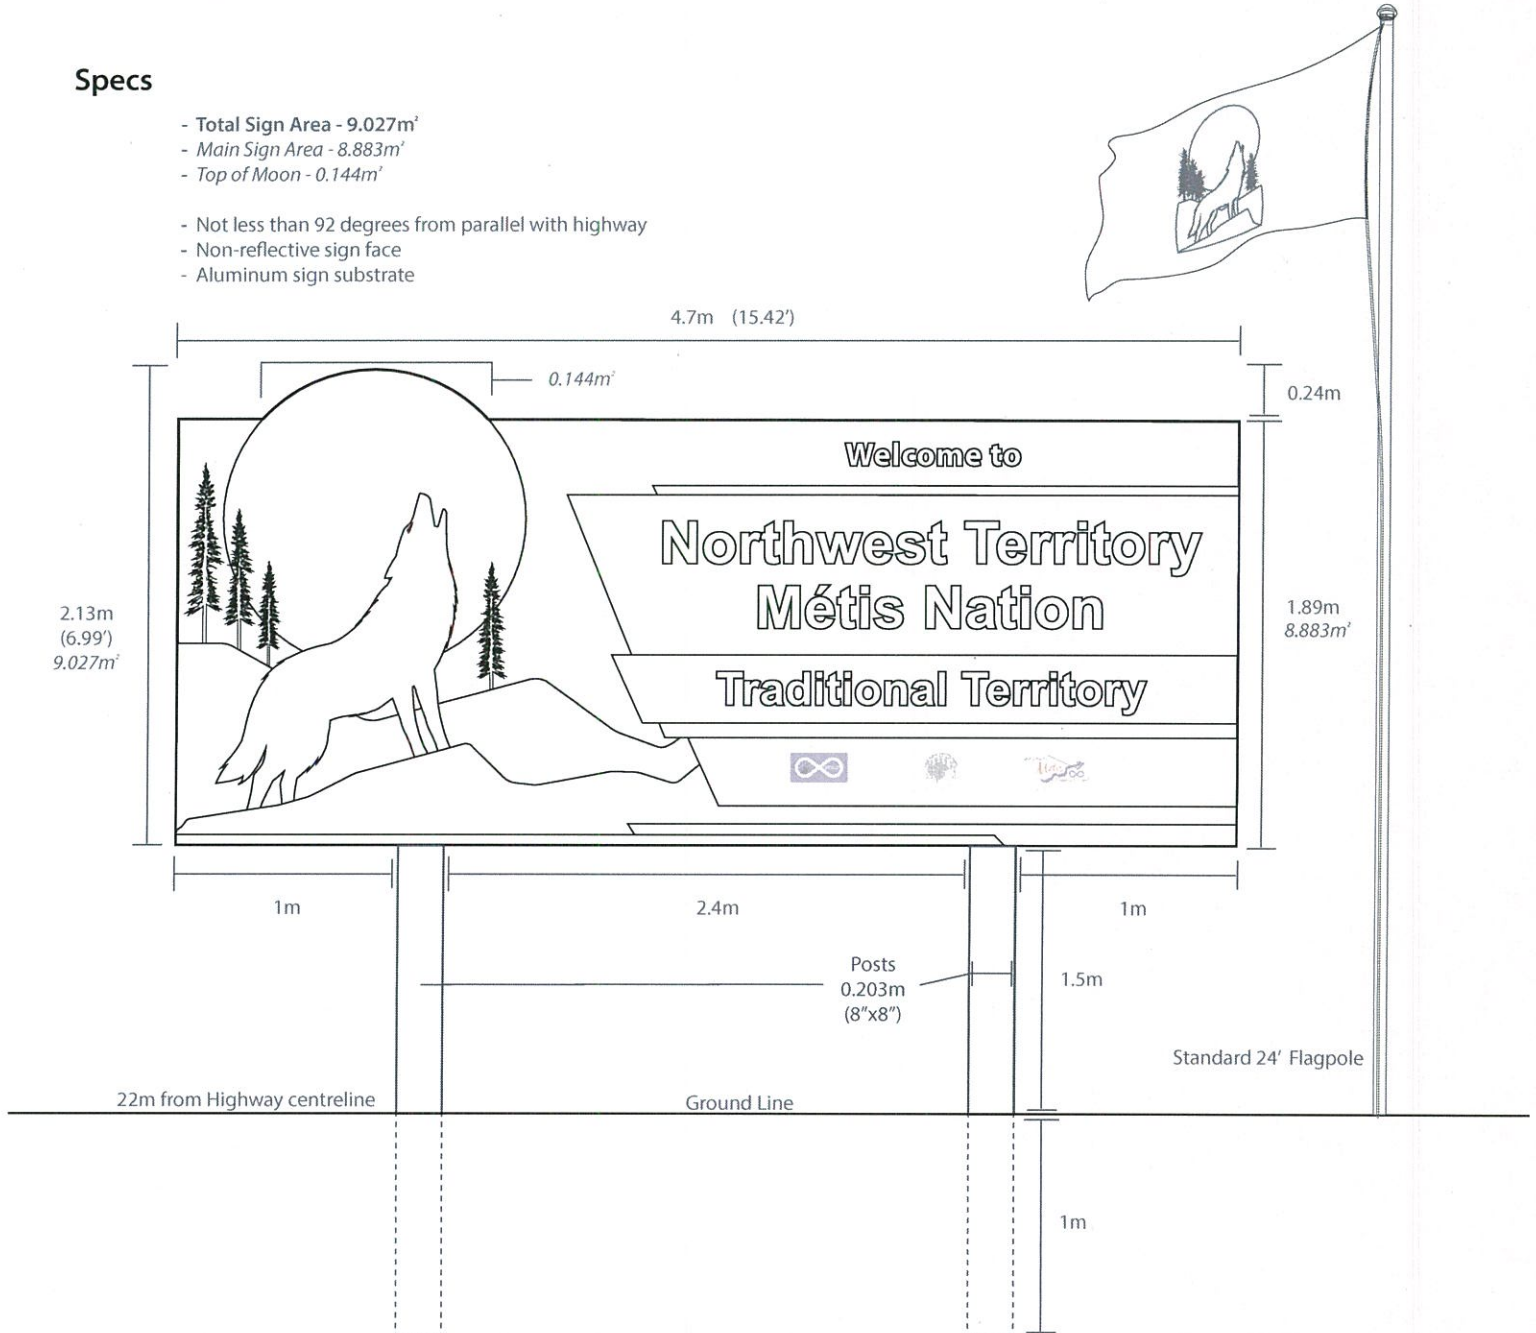 Specs
- Total Sign Area - 9.027m²
- Main Sign Area - 8.883m²
- Top of Moon - 0.144m²
- Not less than 92 degrees from parallel with highway
- Non-reflective sign face
- Aluminum sign substrate
4.7m (15.42')
0.144m²
0.24m
Welcome to
Northwest Territory
Métis Nation
Traditional Territory
2.13m
(6.99')
9.027m²
1.89m
8.883m²
1m
2.4m
1m
Posts
0.203m
(8"x8")
1.5m
Standard 24' Flagpole
22m from Highway centreline
Ground Line
1m